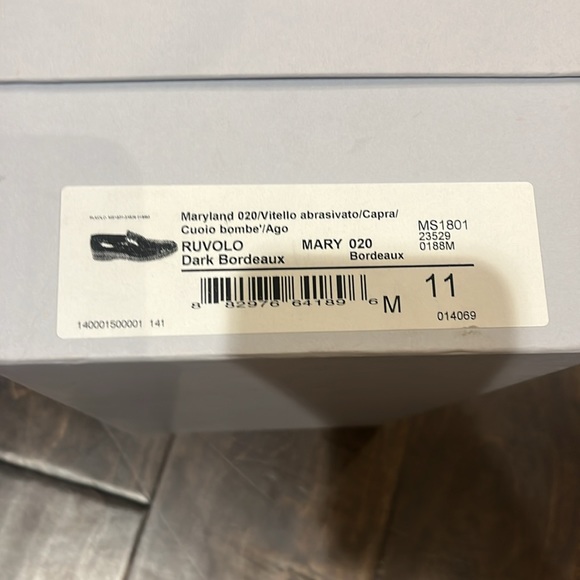 Maryland 020/Vitello abrasivato/Capra/
Cuoio bombe'/Ago
RUVOLO MARY 020
Dark Bordeaux Bordeaux
MS1801
23529
0188M
8 82976 64189 6
M 11
140001500001 141
014069